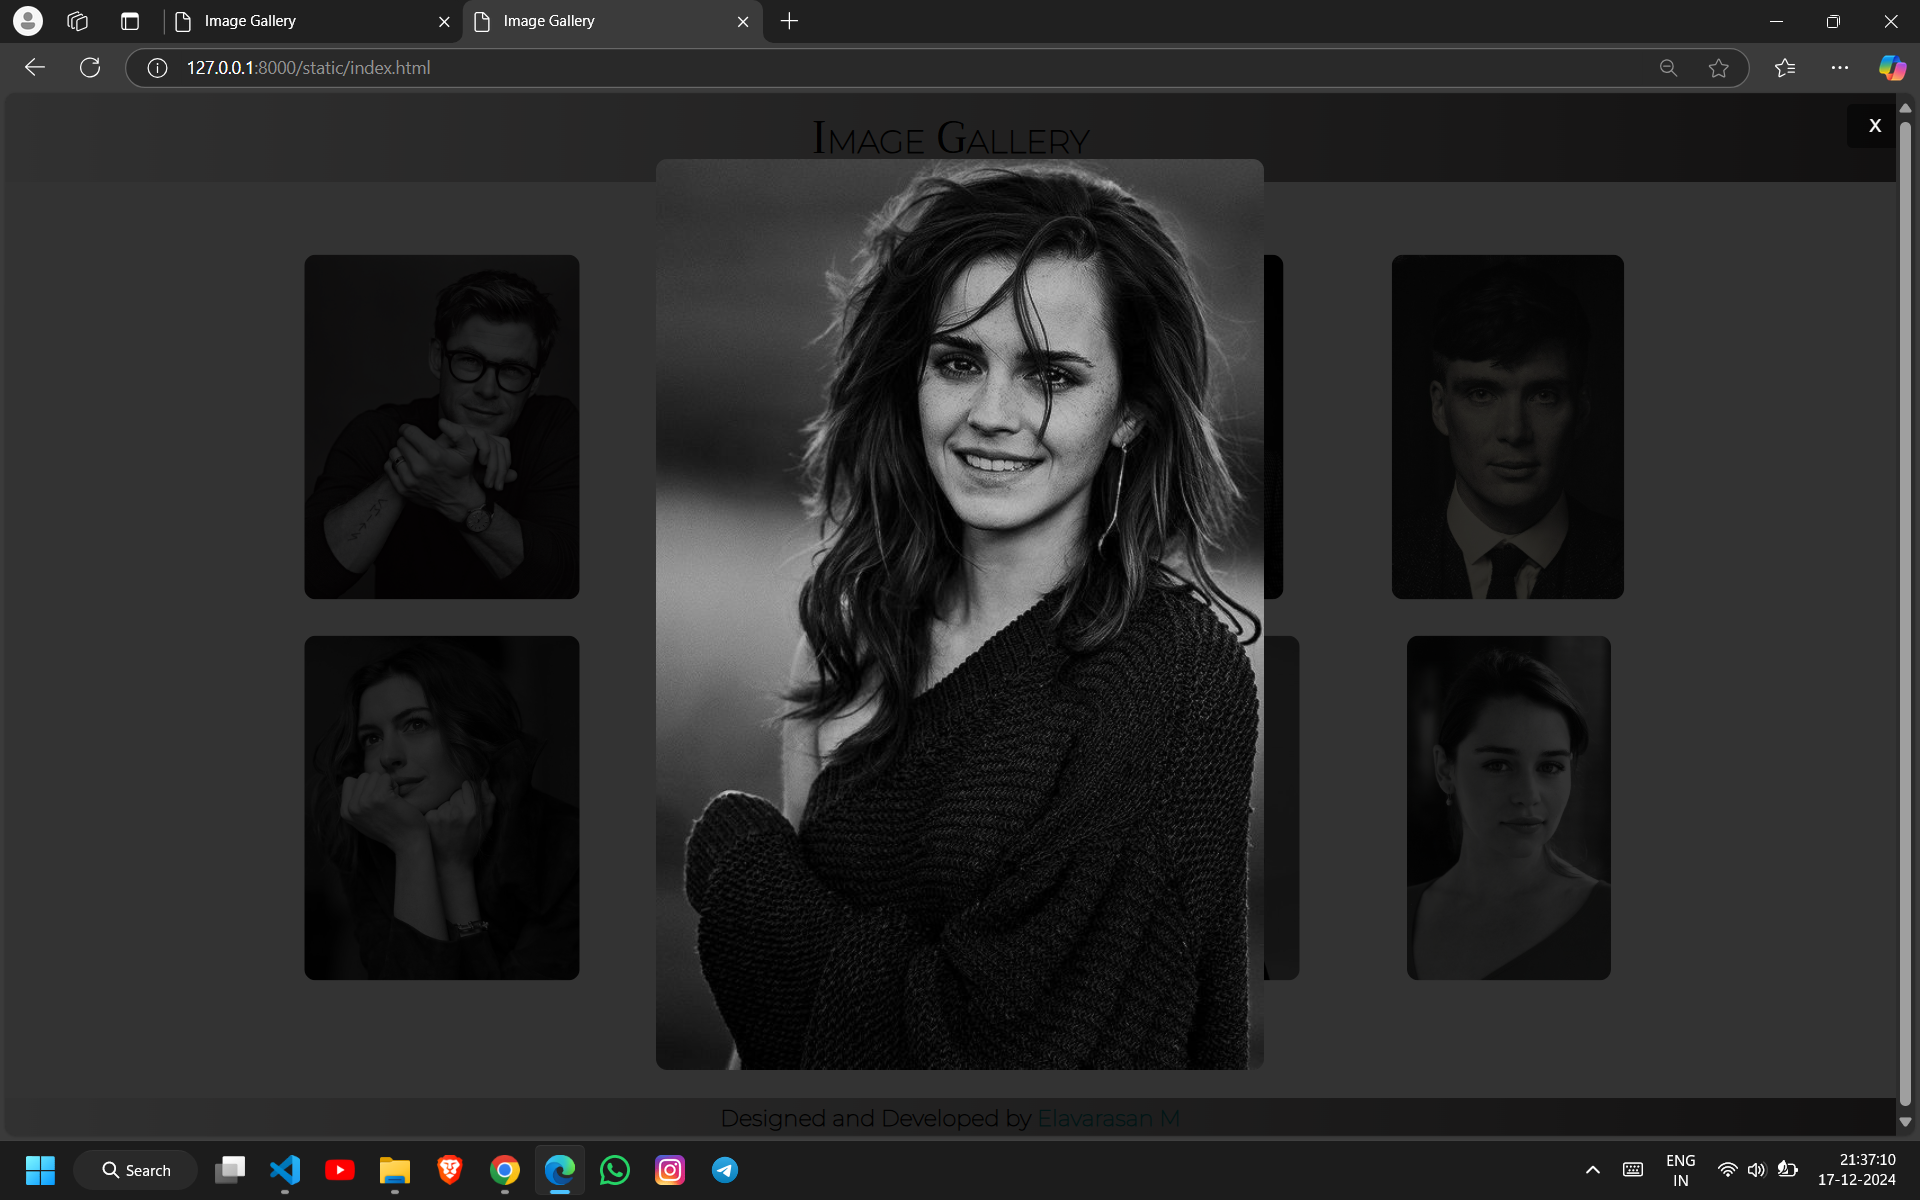 Image Gallery
Image Gallery
127.0.0.1:8000/static/index.html
X
IMAGE GALLERY
Designed and Developed by Elavarasan M
Search
ENG
IN
21:37:10
17-12-2024